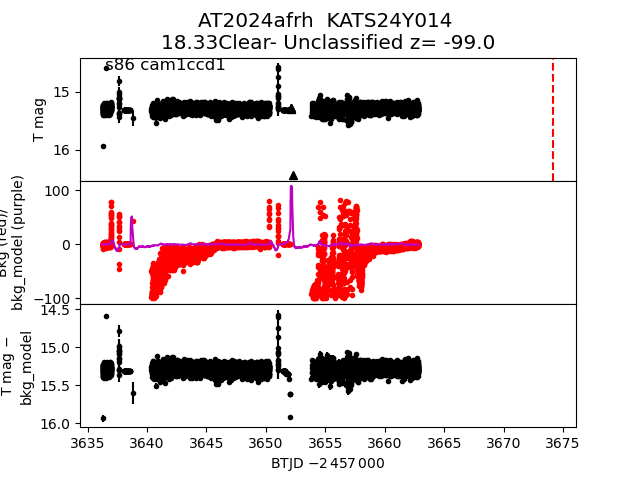 AT2024afrh  KATS24Y014
18.33Clear- Unclassified z= -99.0
s86 cam1ccd1
T mag
15
16
Bkg (red)/
bkg_model (purple)
100
0
−100
T mag −
bkg_model
14.5
15.0
15.5
16.0
3635 3640 3645 3650 3655 3660 3665 3670 3675
BTJD −2 457 000